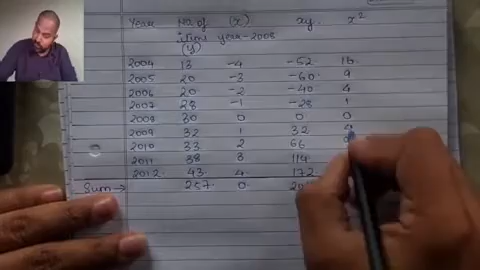 Year No of (x) xy x²
items year-2008
(y)
2004 13 -4 -52 16
2005 20 -3 -60 9
2006 20 -2 -40 4
2007 28 -1 -28 1
2008 30 0 0 0
2009 32 1 32
2010 33 2 66
2011 38 3 114
2012 43 4 172
Sum → 257 0